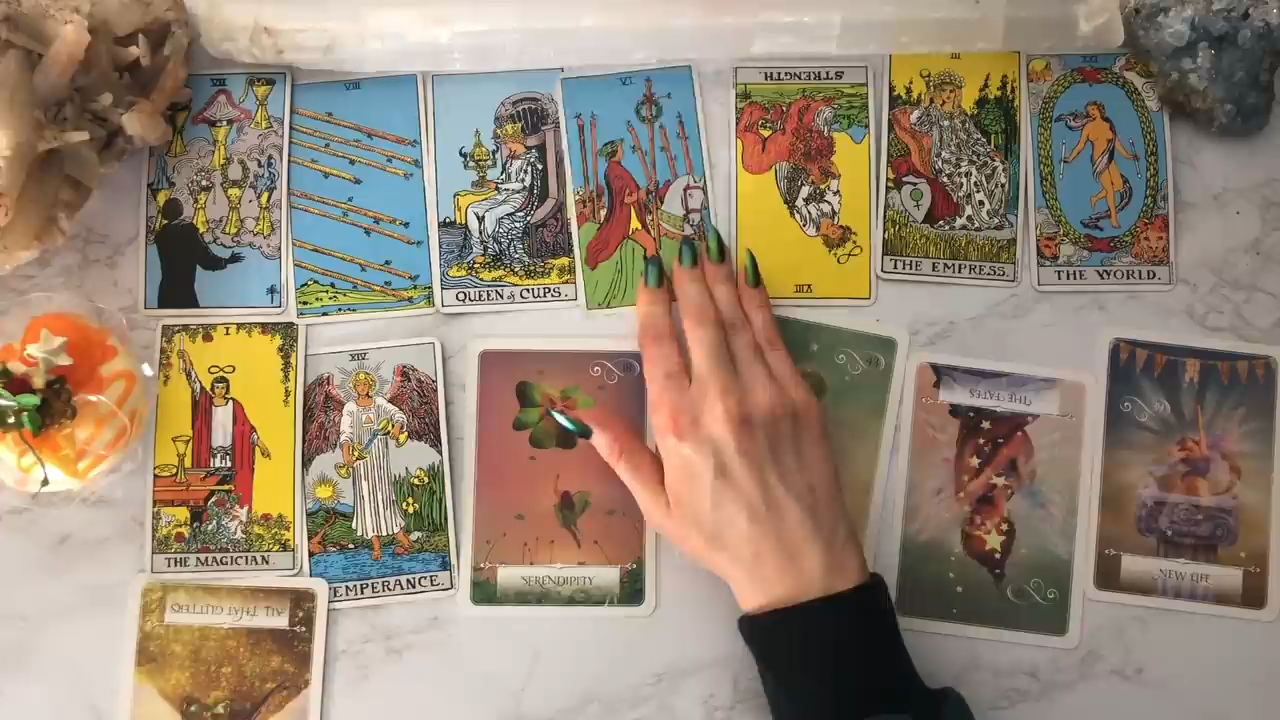 VII
VIII
VI
STRENGTH.
III
XXI
QUEEN of CUPS.
VIII
THE EMPRESS.
THE WORLD.
I
XIV
44
THE FATES
THE MAGICIAN.
TEMPERANCE.
SERENDIPITY
NEW LIFE
ALL THAT GLITTERS